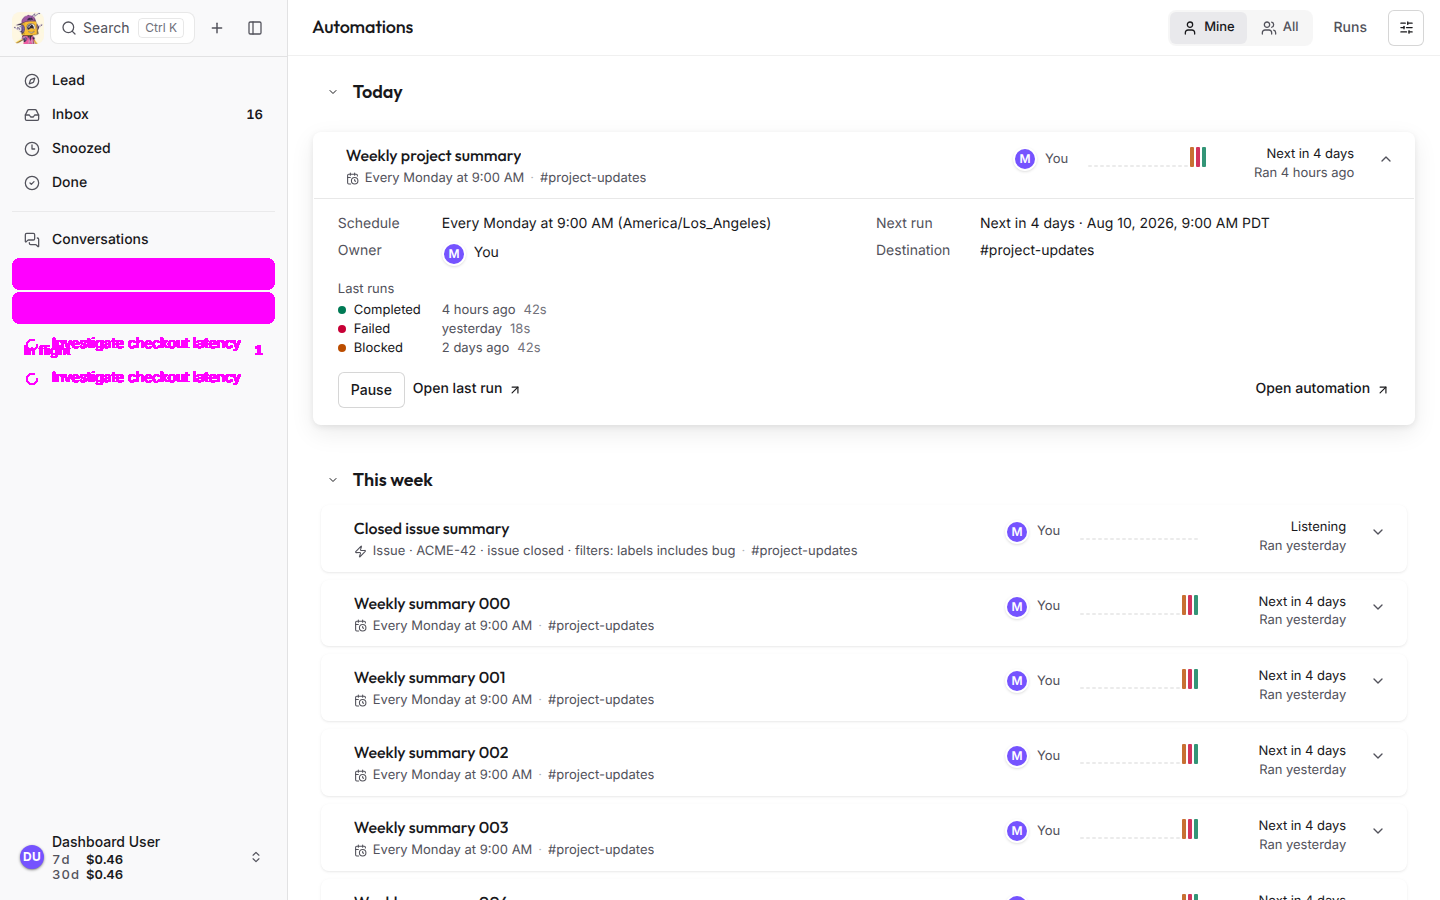 Search Ctrl K
Lead
Inbox 16
Snoozed
Done
Conversations
Investigate checkout latency
In flight 1
Investigate checkout latency
DU
Dashboard User
7d $0.46
30d $0.46
Automations
Mine All Runs
Today
Weekly project summary
Every Monday at 9:00 AM · #project-updates
M You
Next in 4 days
Ran 4 hours ago
Schedule Every Monday at 9:00 AM (America/Los_Angeles)
Next run Next in 4 days · Aug 10, 2026, 9:00 AM PDT
Owner M You
Destination #project-updates
Last runs
Completed 4 hours ago 42s
Failed yesterday 18s
Blocked 2 days ago 42s
Pause Open last run
Open automation
This week
Closed issue summary
Issue · ACME-42 · issue closed · filters: labels includes bug · #project-updates
M You
Listening
Ran yesterday
Weekly summary 000
Every Monday at 9:00 AM · #project-updates
M You
Next in 4 days
Ran yesterday
Weekly summary 001
Every Monday at 9:00 AM · #project-updates
M You
Next in 4 days
Ran yesterday
Weekly summary 002
Every Monday at 9:00 AM · #project-updates
M You
Next in 4 days
Ran yesterday
Weekly summary 003
Every Monday at 9:00 AM · #project-updates
M You
Next in 4 days
Ran yesterday